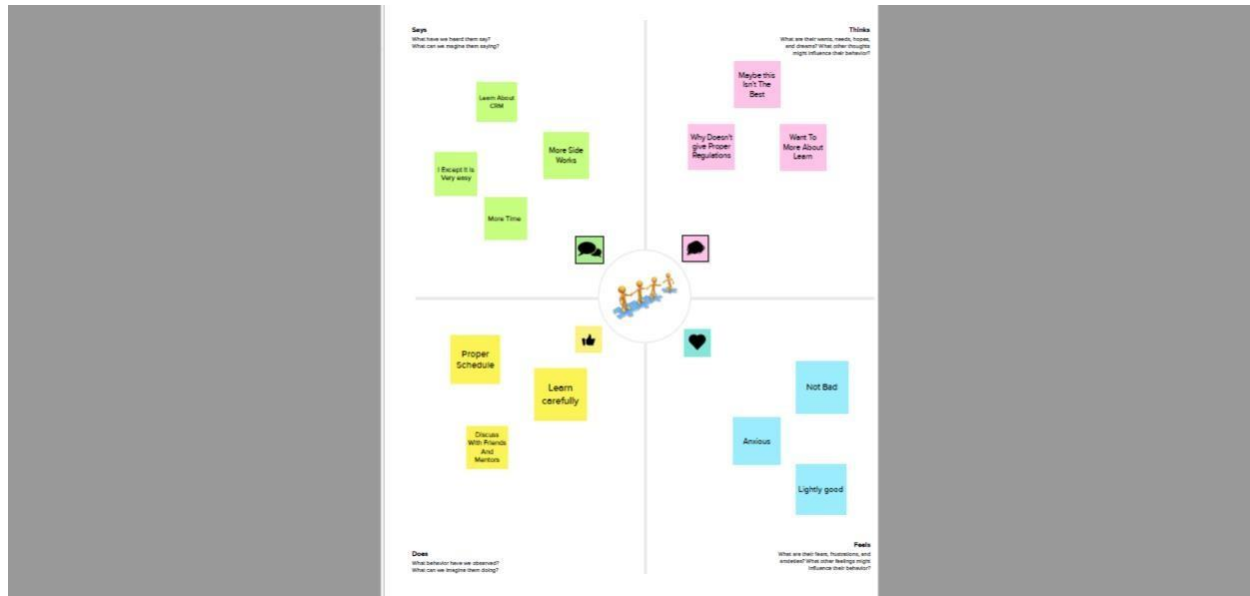 Says
What have we heard them say?
What can we imagine them saying?
Learn About
CRM
More Side
Works
I Except it Is
Very easy
More Time
Thinks
What are their wants, needs, hopes,
and dreams? What other thoughts
might influence their behavior?
Maybe this
Isn't The
Best
Why Doesn't
give Proper
Regulations
Want To
More About
Learn
Proper
Schedule
Learn
carefully
Discuss
With Friends
And
Mentors
Does
What behavior have we observed?
What can we imagine them doing?
Not Bad
Anxious
Lightly good
Feels
What are their fears, frustrations, and
anxieties? What other feelings might
influence their behavior?